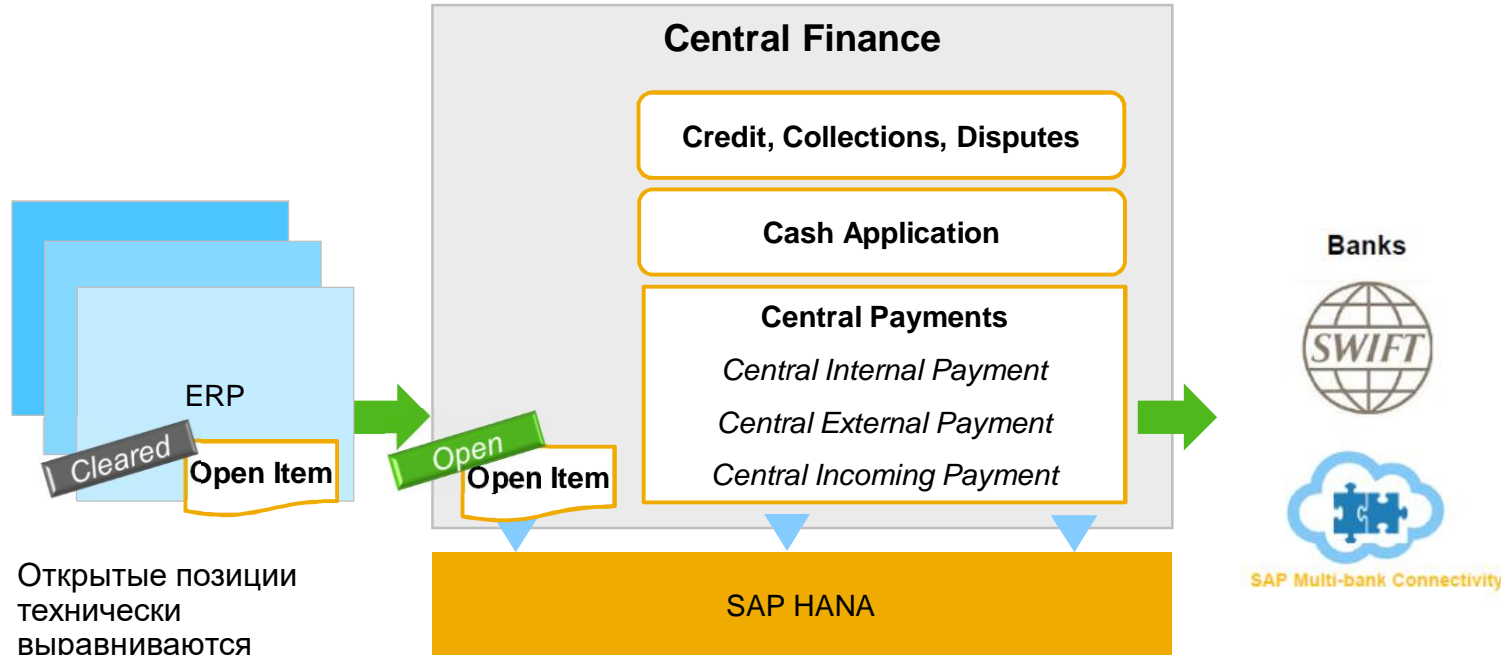 Central Finance
Credit, Collections, Disputes
Cash Application
Central Payments
Central Internal Payment
Central External Payment
Central Incoming Payment
ERP
Cleared
Open Item
Open
Open Item
Banks
SWIFT
SAP Multi-bank Connectivity
SAP HANA
Открытые позиции
технически
выравниваются